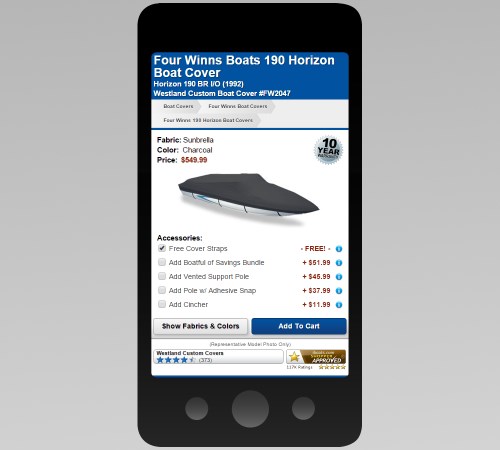 Four Winns Boats 190 Horizon
Boat Cover
Horizon 190 BR I/O (1992)
Westland Custom Boat Cover #FW2047
Boat Covers Four Winns Boats
Four Winns 190 Horizon Boat Covers
Fabric: Sunbrella
Color: Charcoal
Price: $549.99
10
YEAR
Accessories:
Free Cover Straps - FREE! -
Add Boatful of Savings Bundle + $51.99
Add Vented Support Pole + $45.99
Add Pole w/ Adhesive Snap + $37.99
Add Cincher + $11.99
Show Fabrics & Colors Add To Cart
(Representative Model Photo Only)
Westland Custom Covers
(373)
APPROVED
117K Ratings